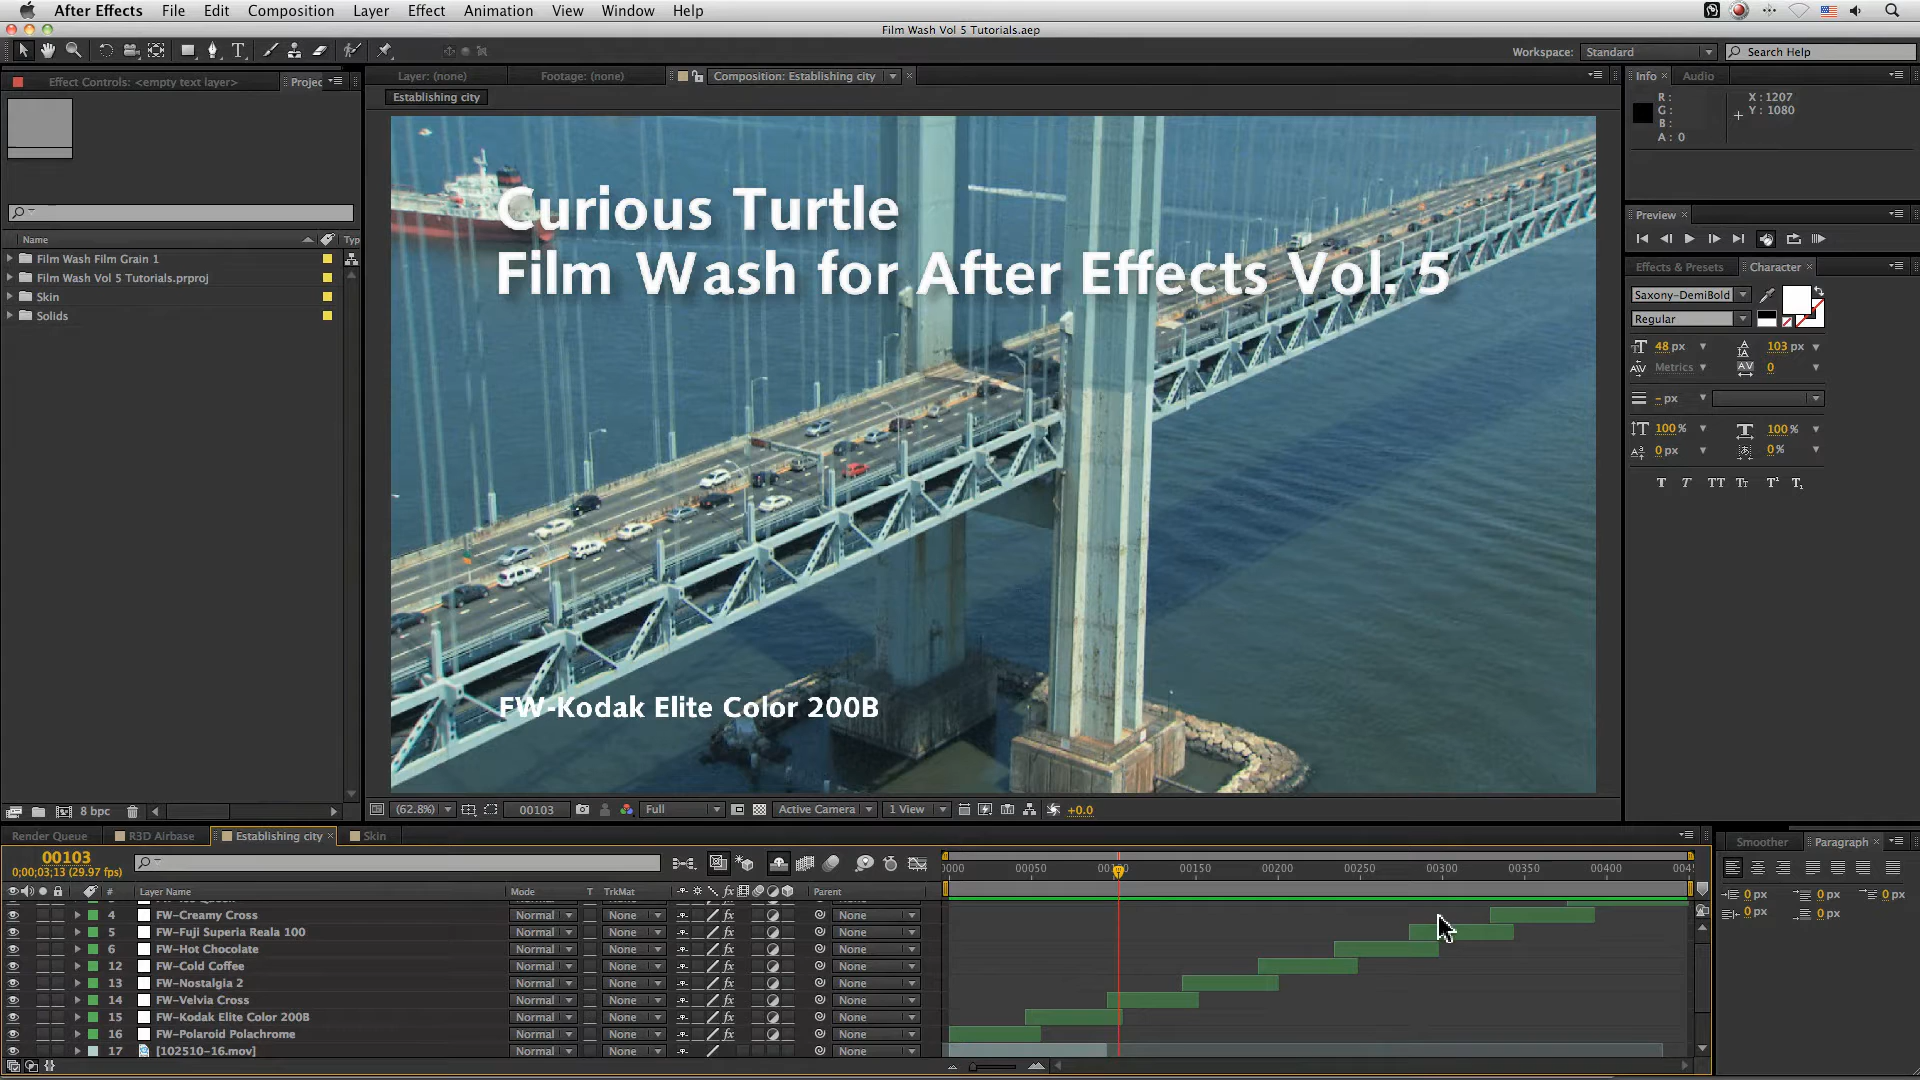 After Effects File Edit Composition Layer Effect Animation View Window Help
Film Wash Vol 5 Tutorials.aep
Workspace: Standard Search Help
Effect Controls: <empty text layer> Projec
Layer: (none) Footage: (none) Composition: Establishing city
Info Audio
Establishing city
R: X: 1207
G: Y: 1080
B:
A: 0
Curious Turtle
Film Wash for After Effects Vol. 5
FW-Kodak Elite Color 200B
Name Typ
Film Wash Film Grain 1
Film Wash Vol 5 Tutorials.prproj
Skin
Solids
Preview
Effects & Presets Character
Saxony-DemiBold
Regular
48 px 103 px
Metrics 0
- px
100 % 100 %
0 px 0 %
T T TT Tt T¹ T₁
8 bpc
(62.8%) 00103 Full Active Camera 1 View +0.0
Render Queue R3D Airbase Establishing city Skin
00103
0;00;03;13 (29.97 fps)
0000 00050 00150 00200 00250 00300 00350 00400 0045
# Layer Name Mode T TrkMat Parent
4 FW-Creamy Cross Normal None None
5 FW-Fuji Superia Reala 100 Normal None None
6 FW-Hot Chocolate Normal None None
12 FW-Cold Coffee Normal None None
13 FW-Nostalgia 2 Normal None None
14 FW-Velvia Cross Normal None None
15 FW-Kodak Elite Color 200B Normal None None
16 FW-Polaroid Polachrome Normal None None
17 [102510-16.mov] Normal None None
Smoother Paragraph
0 px 0 px 0 px
0 px 0 px